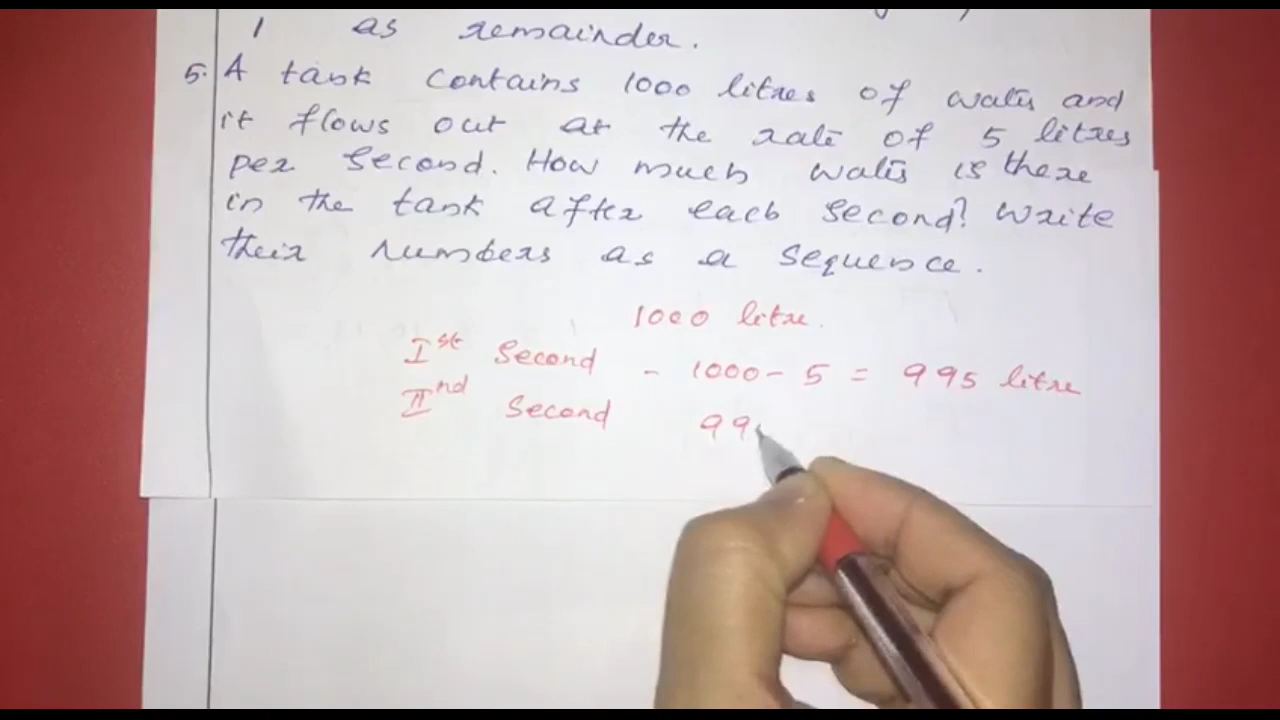 1 as remainder.
5. A tank contains 1000 litres of water and
it flows out at the rate of 5 litres
per second. How much water is there
in the tank after each second? Write
their numbers as a sequence.
1000 litre.
Ist Second - 1000 - 5 = 995 litre
IInd Second 99